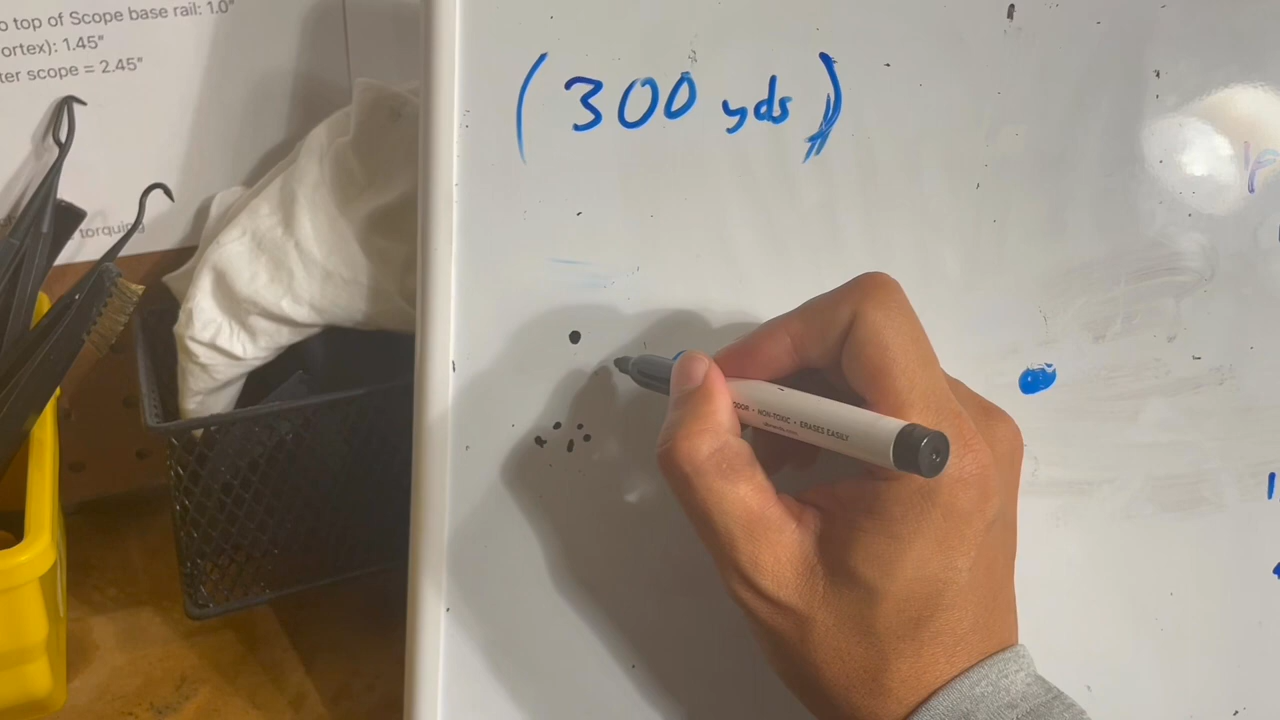 o top of Scope base rail: 1.0"
ortex): 1.45"
ter scope = 2.45"
torquing
(300 yds)
ODOR • NON-TOXIC • ERASES EASILY